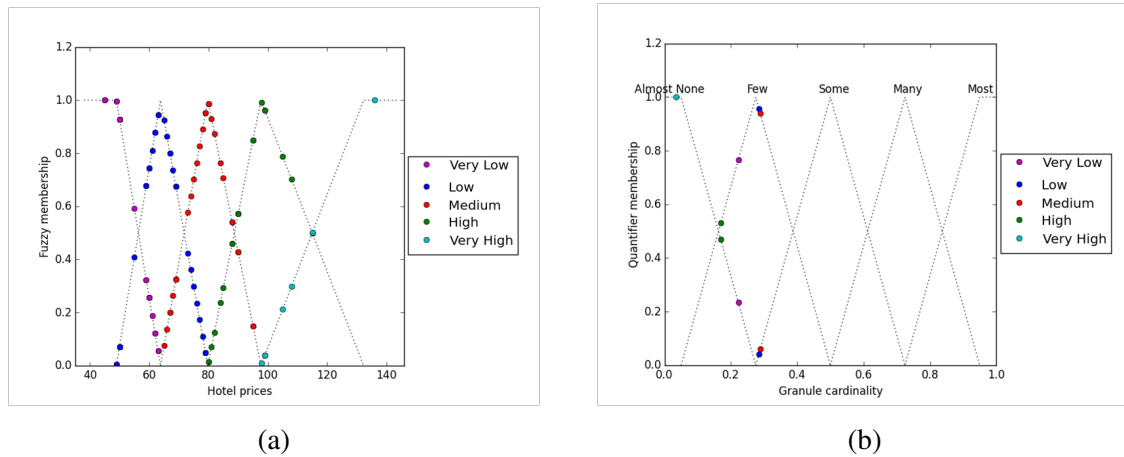 1.2
1.0
0.8
0.6
0.4
0.2
0.0
Fuzzy membership
40 60 80 100 120 140
Hotel prices
Very Low
Low
Medium
High
Very High
(a)
1.2
1.0
0.8
0.6
0.4
0.2
0.0
Quantifier membership
Almost None Few Some Many Most
0.0 0.2 0.4 0.6 0.8 1.0
Granule cardinality
Very Low
Low
Medium
High
Very High
(b)